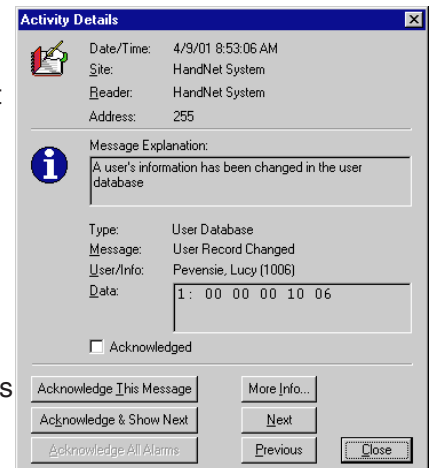 Activity Details
Date/Time: 4/9/01 8:53:06 AM
Site: HandNet System
Reader: HandNet System
Address: 255
Message Explanation:
A user's information has been changed in the user
database
Type: User Database
Message: User Record Changed
User/Info: Pevensie, Lucy (1006)
Data: 1: 00 00 00 10 06
Acknowledged
Acknowledge This Message More Info...
Acknowledge & Show Next Next
Acknowledge All Alarms Previous Close